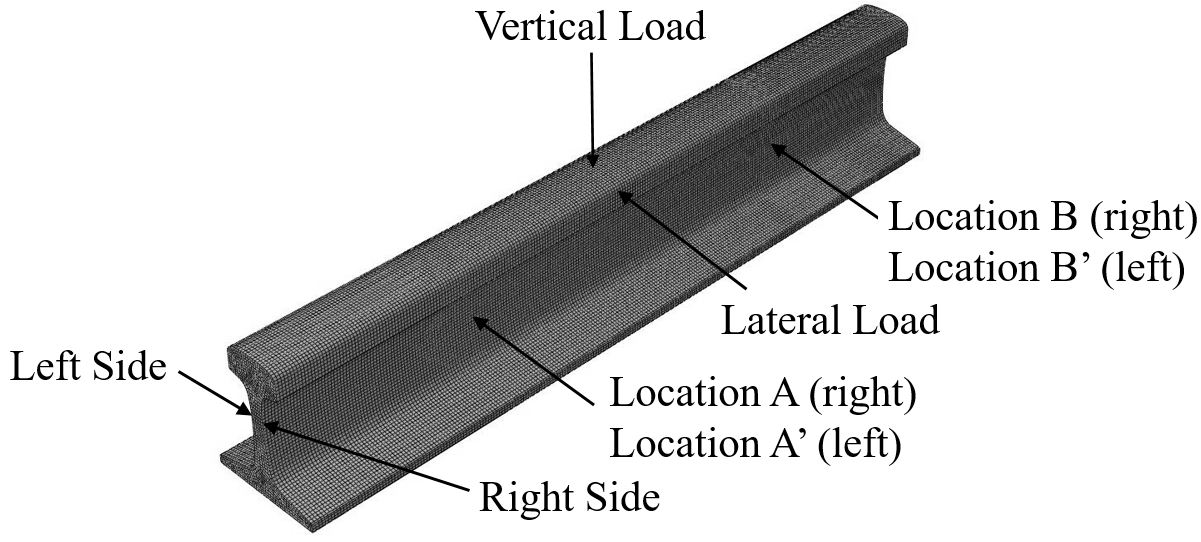 Vertical Load
Location B (right)
Location B’ (left)
Lateral Load
Left Side
Location A (right)
Location A’ (left)
Right Side